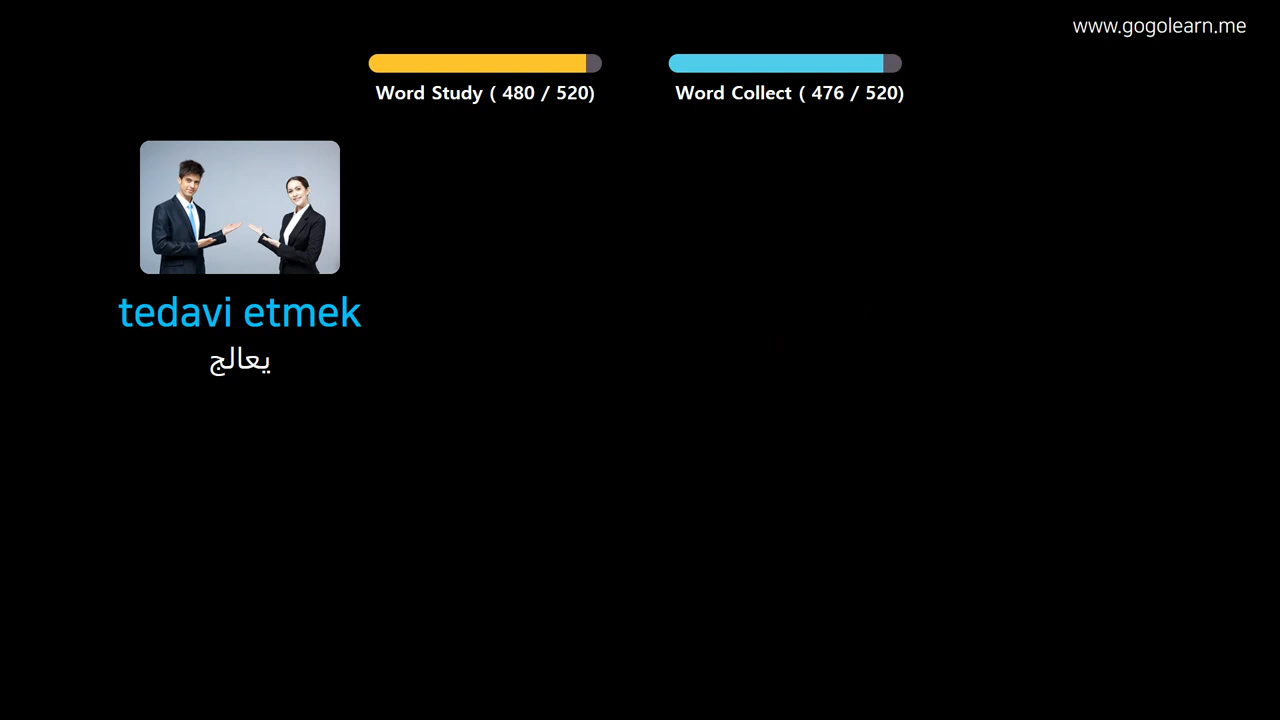 www.gogolearn.me
Word Study ( 480 / 520)
Word Collect ( 476 / 520)
tedavi etmek
يعالج